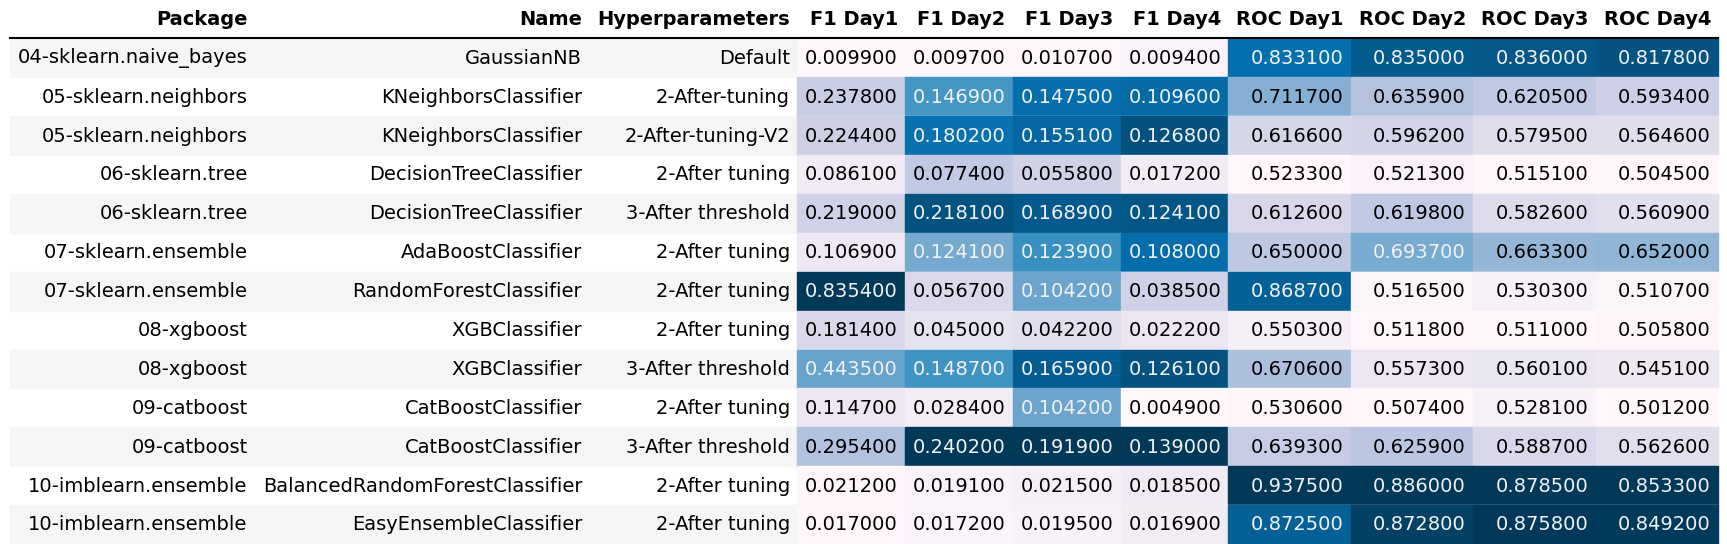 Package Name Hyperparameters F1 Day1 F1 Day2 F1 Day3 F1 Day4 ROC Day1 ROC Day2 ROC Day3 ROC Day4
04-sklearn.naive_bayes GaussianNB Default 0.009900 0.009700 0.010700 0.009400 0.833100 0.835000 0.836000 0.817800
05-sklearn.neighbors KNeighborsClassifier 2-After-tuning 0.237800 0.146900 0.147500 0.109600 0.711700 0.635900 0.620500 0.593400
05-sklearn.neighbors KNeighborsClassifier 2-After-tuning-V2 0.224400 0.180200 0.155100 0.126800 0.616600 0.596200 0.579500 0.564600
06-sklearn.tree DecisionTreeClassifier 2-After tuning 0.086100 0.077400 0.055800 0.017200 0.523300 0.521300 0.515100 0.504500
06-sklearn.tree DecisionTreeClassifier 3-After threshold 0.219000 0.218100 0.168900 0.124100 0.612600 0.619800 0.582600 0.560900
07-sklearn.ensemble AdaBoostClassifier 2-After tuning 0.106900 0.124100 0.123900 0.108000 0.650000 0.693700 0.663300 0.652000
07-sklearn.ensemble RandomForestClassifier 2-After tuning 0.835400 0.056700 0.104200 0.038500 0.868700 0.516500 0.530300 0.510700
08-xgboost XGBClassifier 2-After tuning 0.181400 0.045000 0.042200 0.022200 0.550300 0.511800 0.511000 0.505800
08-xgboost XGBClassifier 3-After threshold 0.443500 0.148700 0.165900 0.126100 0.670600 0.557300 0.560100 0.545100
09-catboost CatBoostClassifier 2-After tuning 0.114700 0.028400 0.104200 0.004900 0.530600 0.507400 0.528100 0.501200
09-catboost CatBoostClassifier 3-After threshold 0.295400 0.240200 0.191900 0.139000 0.639300 0.625900 0.588700 0.562600
10-imblearn.ensemble BalancedRandomForestClassifier 2-After tuning 0.021200 0.019100 0.021500 0.018500 0.937500 0.886000 0.878500 0.853300
10-imblearn.ensemble EasyEnsembleClassifier 2-After tuning 0.017000 0.017200 0.019500 0.016900 0.872500 0.872800 0.875800 0.849200